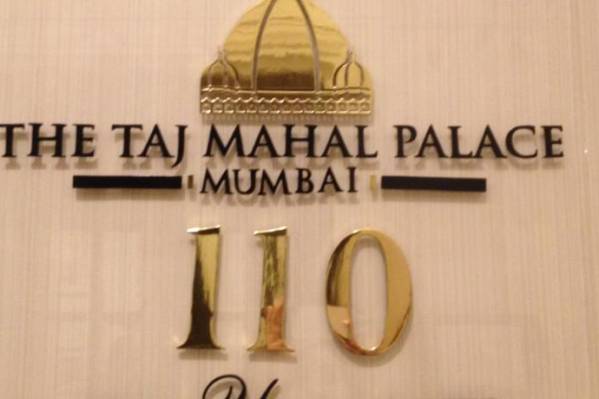 THE TAJ MAHAL PALACE
MUMBAI
110